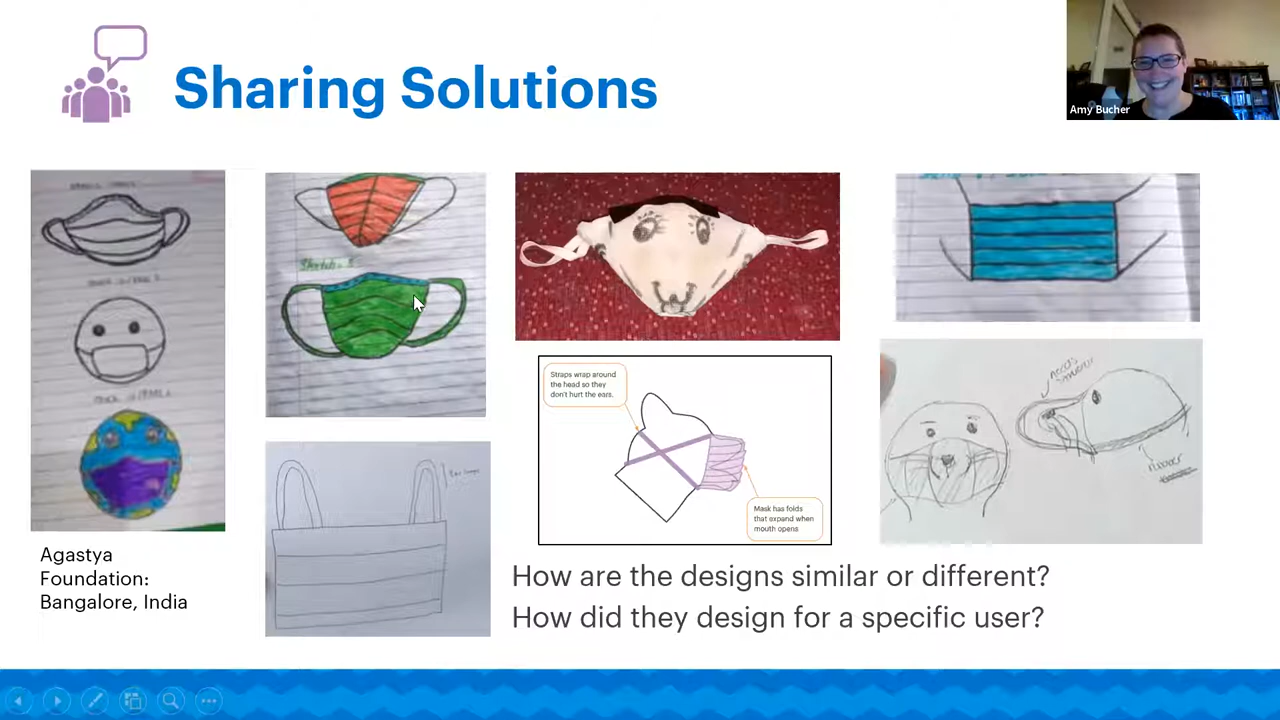 Sharing Solutions
Amy Bucher
Straps wrap around
the head so they
don't hurt the ears.
Mask has folds
that expand when
mouth opens
Agastya
Foundation:
Bangalore, India
How are the designs similar or different?
How did they design for a specific user?